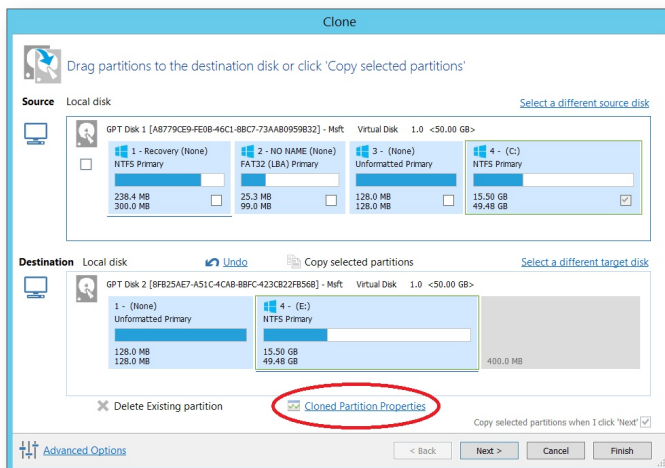 Clone
Drag partitions to the destination disk or click 'Copy selected partitions'
Source Local disk Select a different source disk
GPT Disk 1 [A8779CE9-FE0B-46C1-8BC7-73AAB0959B32] - Msft Virtual Disk 1.0 <50.00 GB>
1 - Recovery (None)
NTFS Primary
238.4 MB
300.0 MB
2 - NO NAME (None)
FAT32 (LBA) Primary
25.3 MB
99.0 MB
3 - (None)
Unformatted Primary
128.0 MB
128.0 MB
4 - (C:)
NTFS Primary
15.50 GB
49.48 GB
Destination Local disk Undo Copy selected partitions Select a different target disk
GPT Disk 2 [8FB25AE7-A51C-4CAB-BBFC-423CB22FB56B] - Msft Virtual Disk 1.0 <50.00 GB>
1 - (None)
Unformatted Primary
128.0 MB
128.0 MB
4 - (E:)
NTFS Primary
15.50 GB
49.48 GB
400.0 MB
Delete Existing partition Cloned Partition Properties
Copy selected partitions when I click 'Next'
Advanced Options < Back Next > Cancel Finish